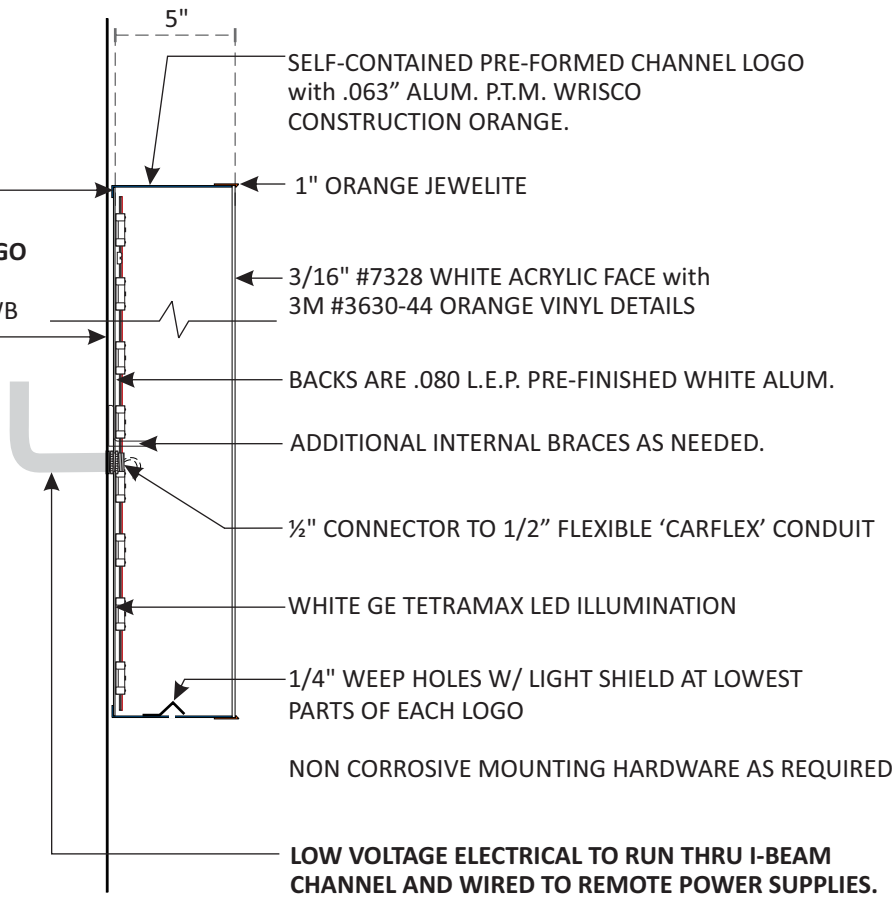 5"
SELF-CONTAINED PRE-FORMED CHANNEL LOGO
with .063” ALUM. P.T.M. WRISCO
CONSTRUCTION ORANGE.
1" ORANGE JEWELITE
3/16" #7328 WHITE ACRYLIC FACE with
3M #3630-44 ORANGE VINYL DETAILS
BACKS ARE .080 L.E.P. PRE-FINISHED WHITE ALUM.
ADDITIONAL INTERNAL BRACES AS NEEDED.
½" CONNECTOR TO 1/2” FLEXIBLE ‘CARFLEX’ CONDUIT
WHITE GE TETRAMAX LED ILLUMINATION
1/4" WEEP HOLES W/ LIGHT SHIELD AT LOWEST
PARTS OF EACH LOGO
NON CORROSIVE MOUNTING HARDWARE AS REQUIRED
LOW VOLTAGE ELECTRICAL TO RUN THRU I-BEAM
CHANNEL AND WIRED TO REMOTE POWER SUPPLIES.